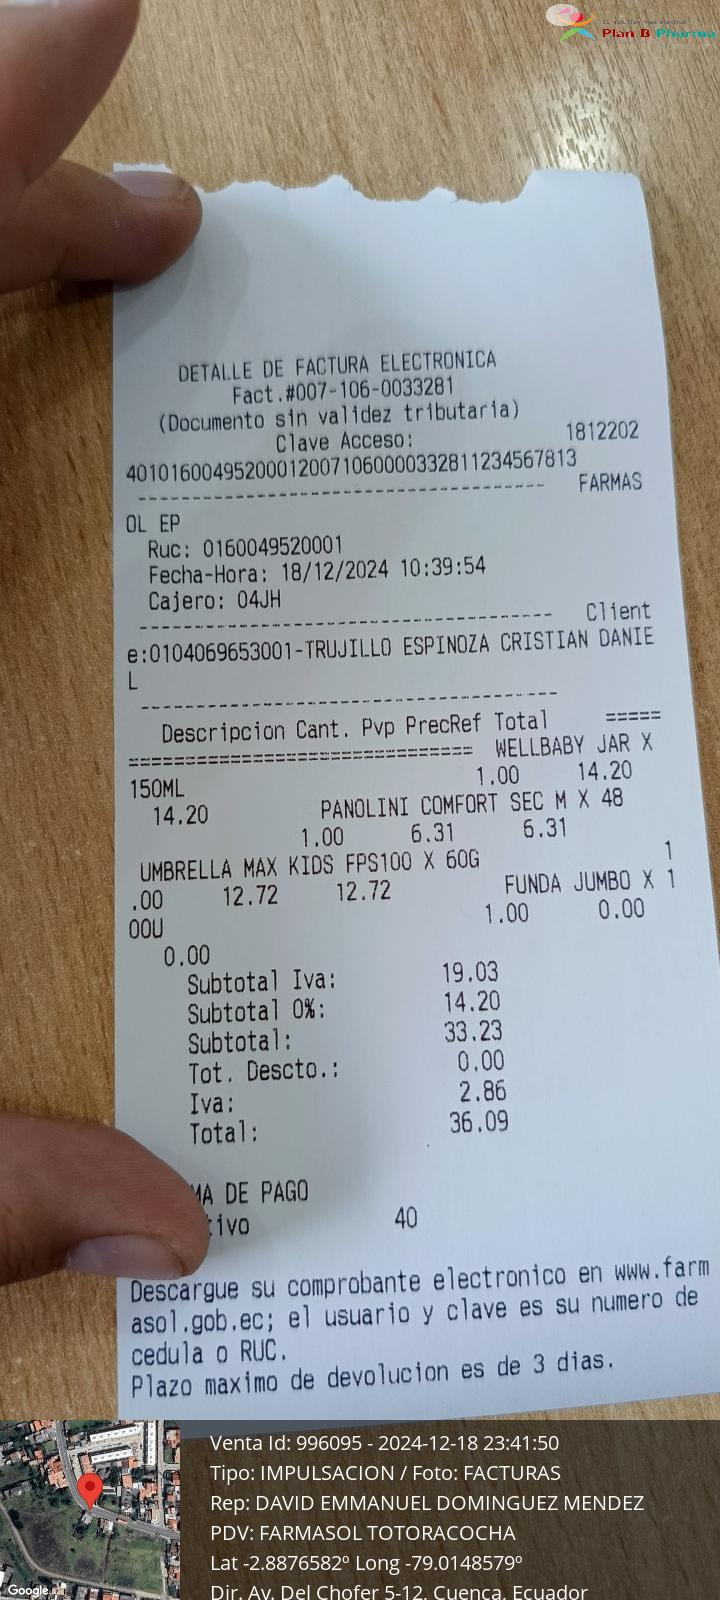 Plan B Pharma
DETALLE DE FACTURA ELECTRONICA
Fact.#007-106-0033281
(Documento sin validez tributaria)
Clave Acceso: 1812202
401016004952000120071060000332811234567813
------------------------------------ FARMAS
OL EP
Ruc: 0160049520001
Fecha-Hora: 18/12/2024 10:39:54
Cajero: 04JH
------------------------------------ Client
e:0104069653001-TRUJILLO ESPINOZA CRISTIAN DANIE
L
------------------------------------
Descripcion Cant. Pvp PrecRef Total =====
============================== WELLBABY JAR X
150ML 1.00 14.20
14.20 PANOLINI COMFORT SEC M X 48
1.00 6.31 6.31
UMBRELLA MAX KIDS FPS100 X 60G 1
.00 12.72 12.72 FUNDA JUMBO X 1
00U 1.00 0.00
0.00
Subtotal Iva: 19.03
Subtotal 0%: 14.20
Subtotal: 33.23
Tot. Descto.: 0.00
Iva: 2.86
Total: 36.09
MA DE PAGO
tivo 40
Descargue su comprobante electronico en www.farm
asol.gob.ec; el usuario y clave es su numero de
cedula o RUC.
Plazo maximo de devolucion es de 3 dias.
Venta Id: 996095 - 2024-12-18 23:41:50
Tipo: IMPULSACION / Foto: FACTURAS
Rep: DAVID EMMANUEL DOMINGUEZ MENDEZ
PDV: FARMASOL TOTORACOCHA
Lat -2.8876582º Long -79.0148579º
Dir. Av. Del Chofer 5-12, Cuenca, Ecuador
Google